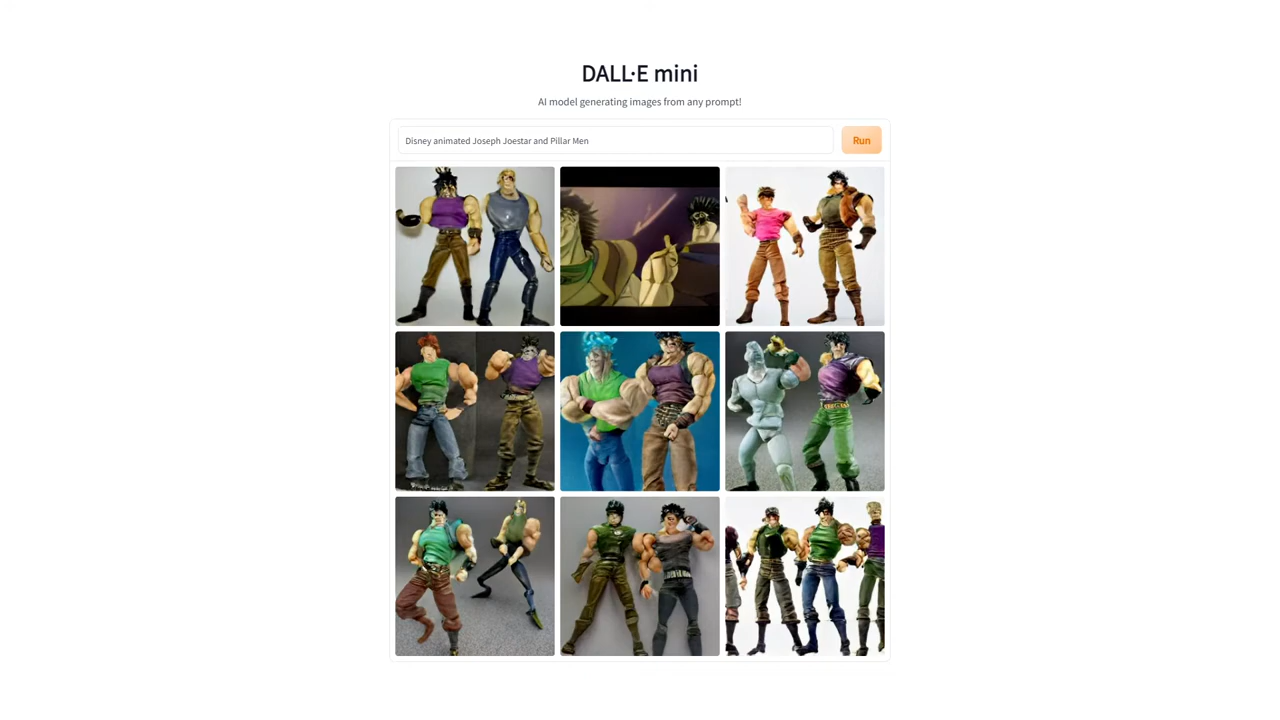 DALL·E mini
AI model generating images from any prompt!
Disney animated Joseph Joestar and Pillar Men
Run